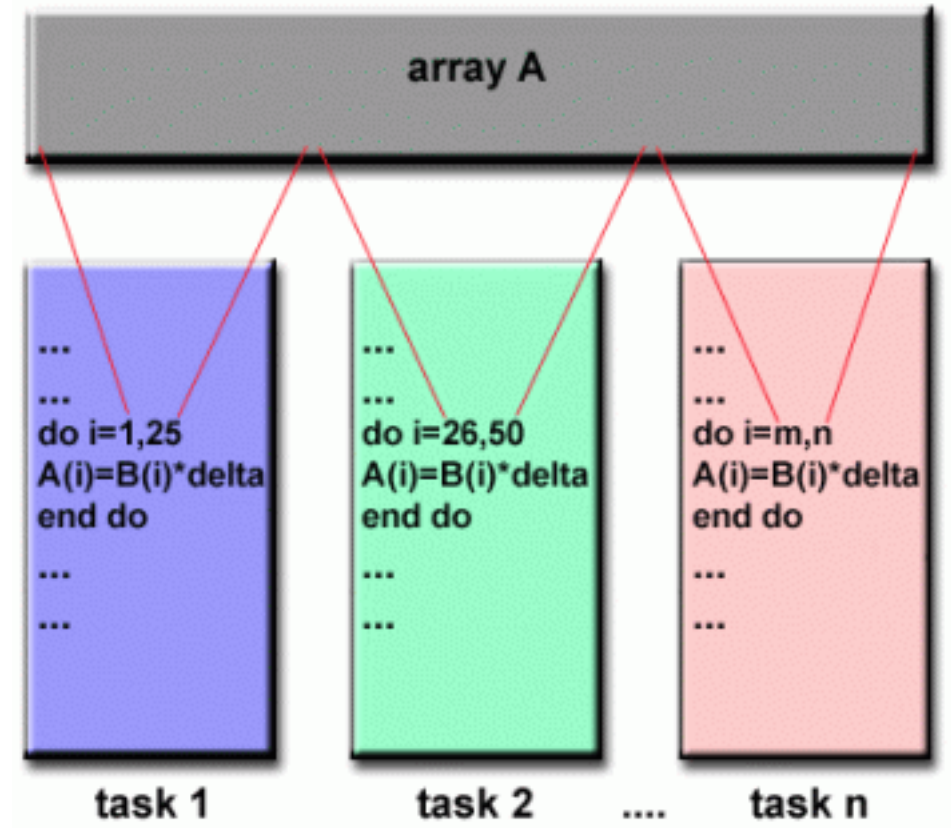 array A
...
...
do i=1,25
A(i)=B(i)*delta
end do
...
...
...
...
do i=26,50
A(i)=B(i)*delta
end do
...
...
...
...
do i=m,n
A(i)=B(i)*delta
end do
...
...
task 1 task 2 .... task n